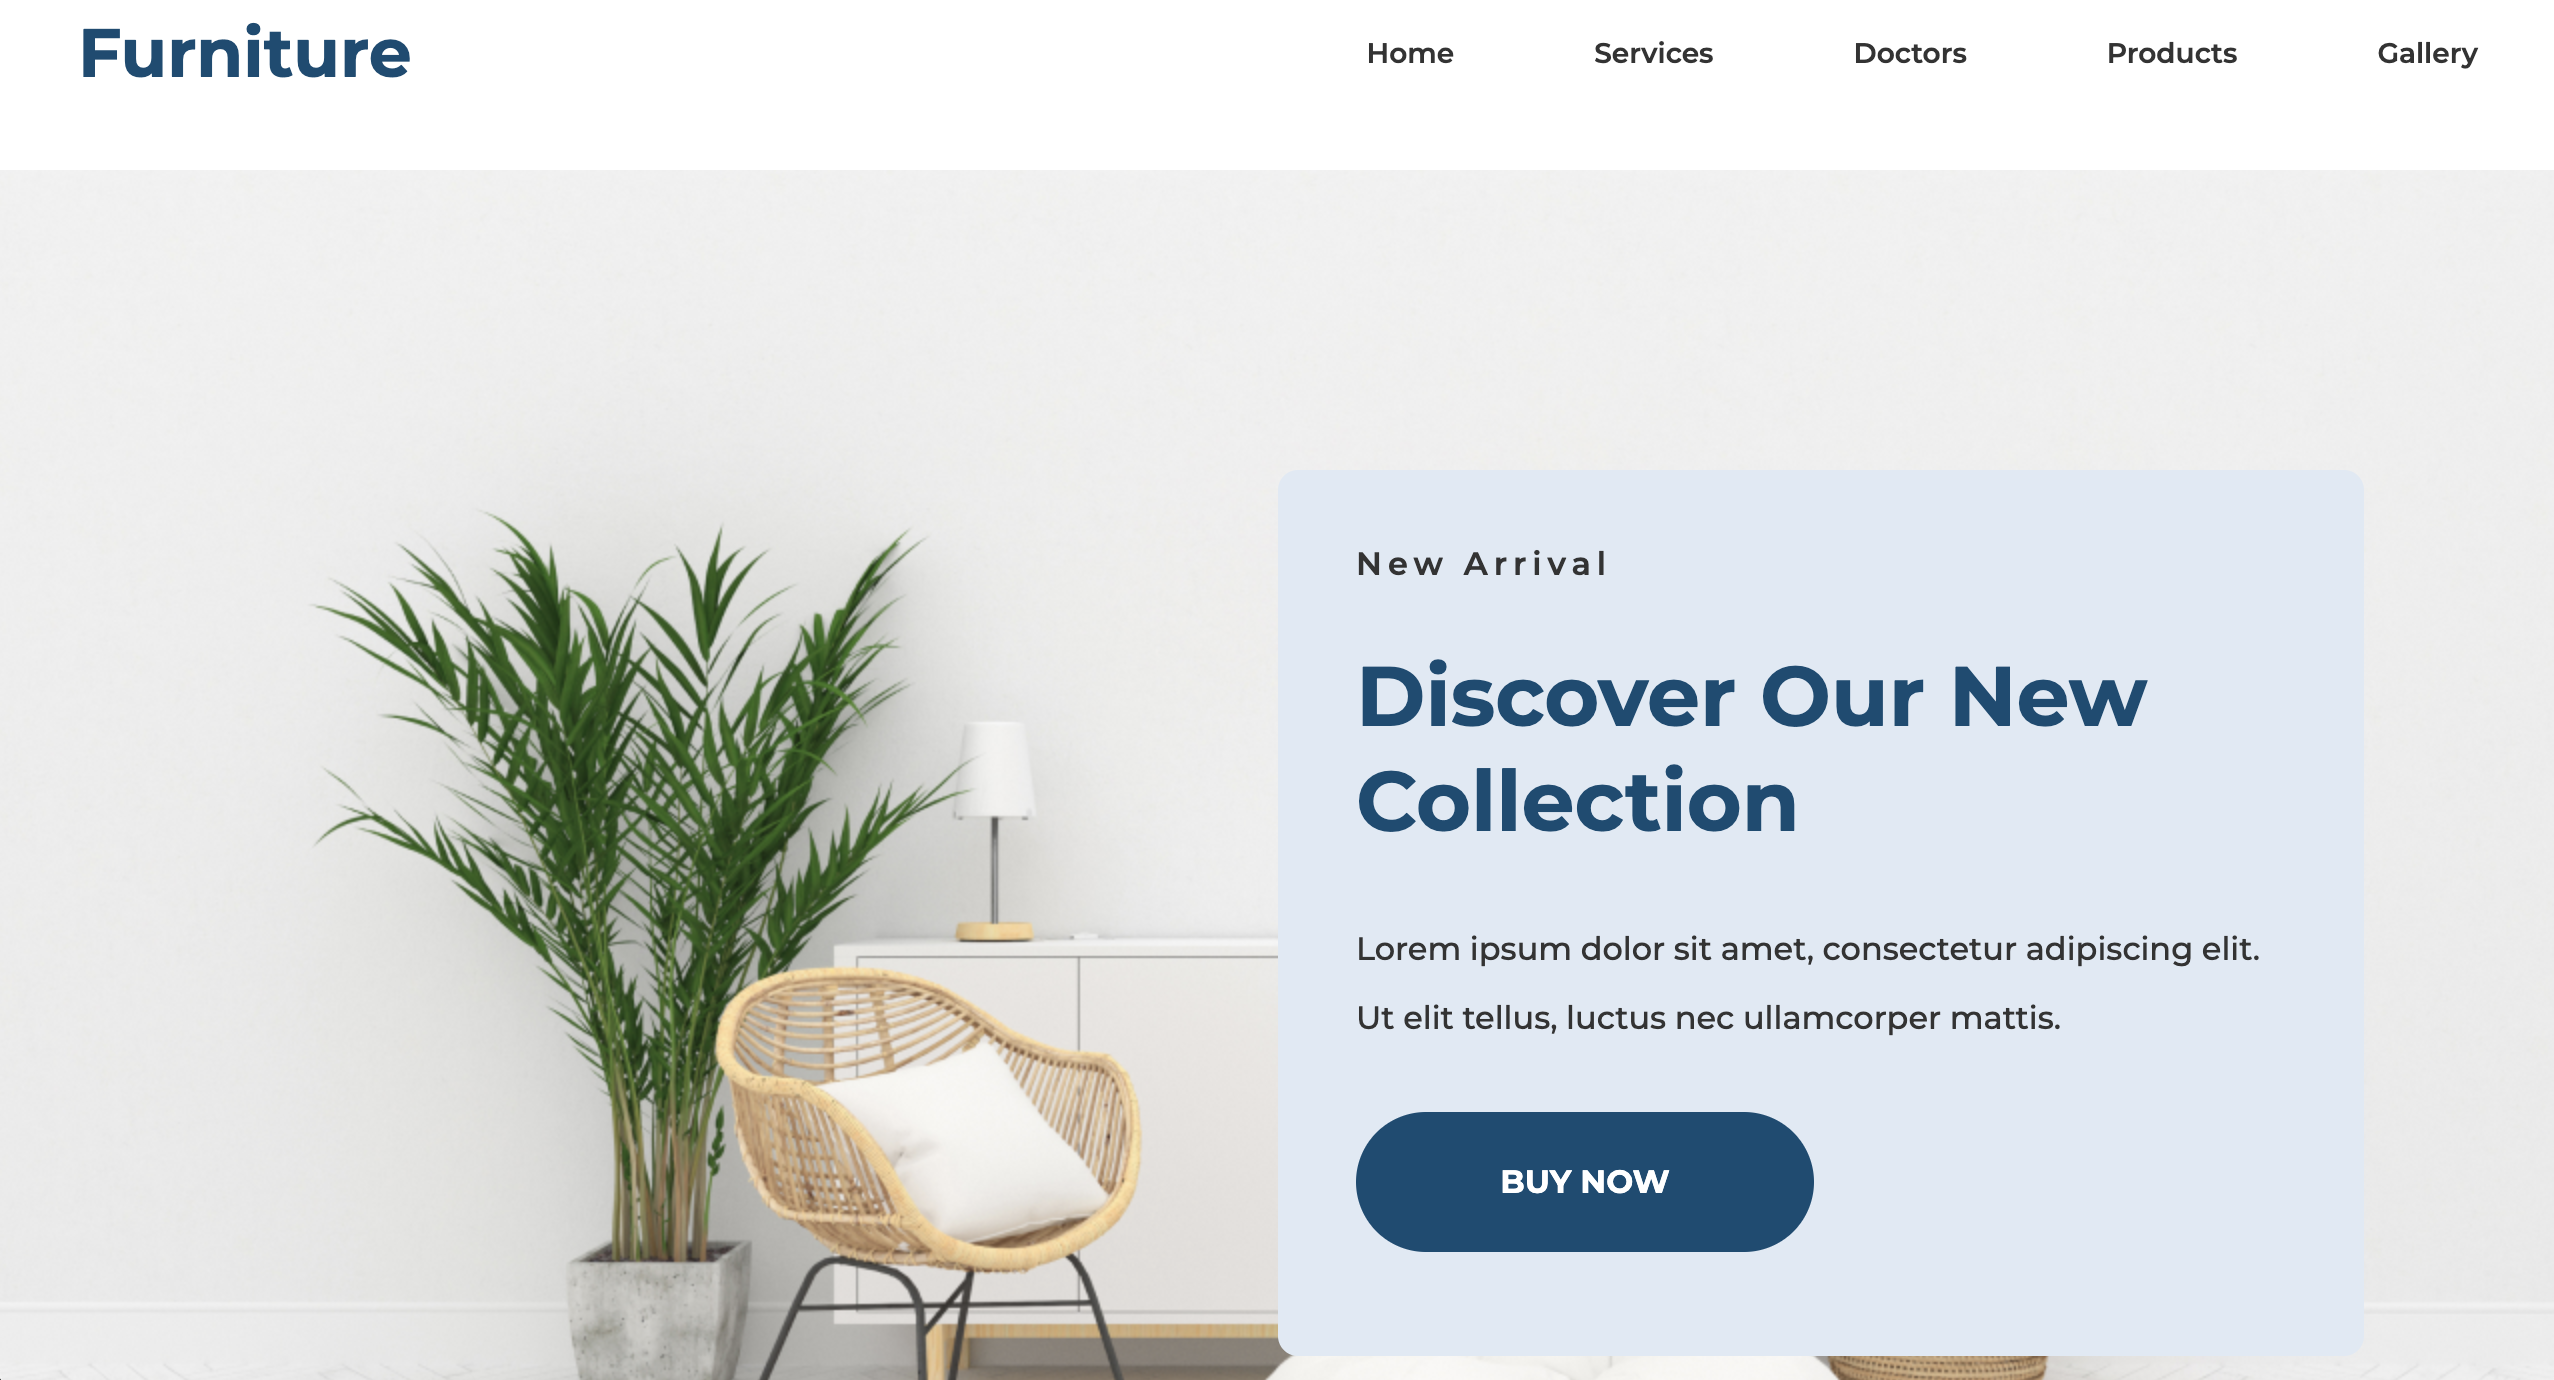 Furniture
Home Services Doctors Products Gallery
New Arrival
Discover Our New
Collection
Lorem ipsum dolor sit amet, consectetur adipiscing elit.
Ut elit tellus, luctus nec ullamcorper mattis.
BUY NOW